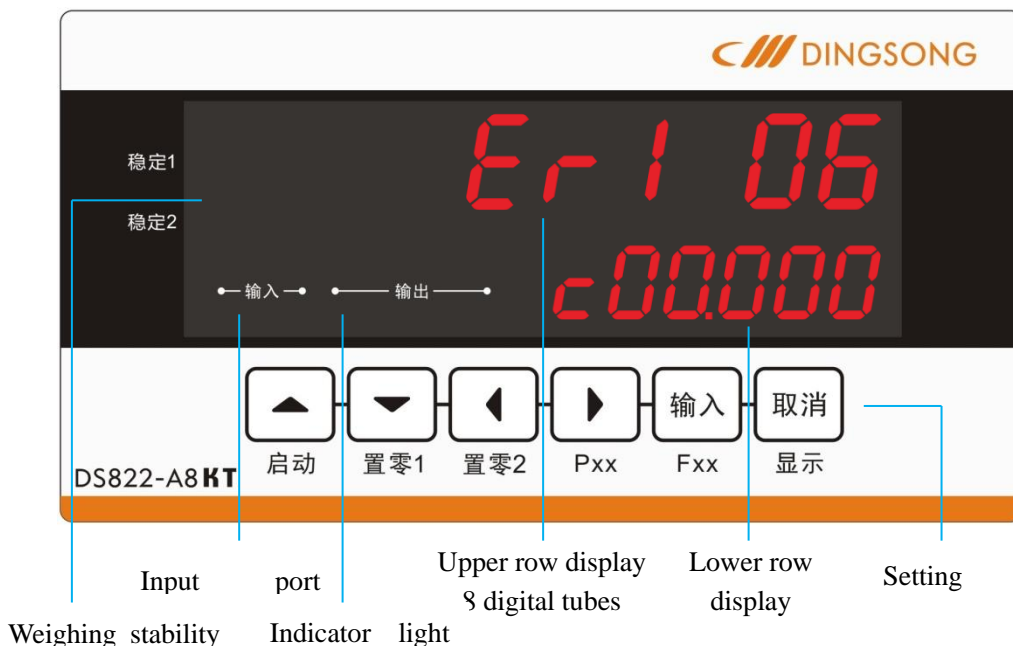 DINGSONG
稳定1
Er1 06
稳定2
输入
输出
c00.000
输入
取消
启动
置零1
置零2
Pxx
Fxx
显示
DS822-A8KT
Input port
Upper row display
8 digital tubes
Lower row
display
Setting
Weighing stability
Indicator light